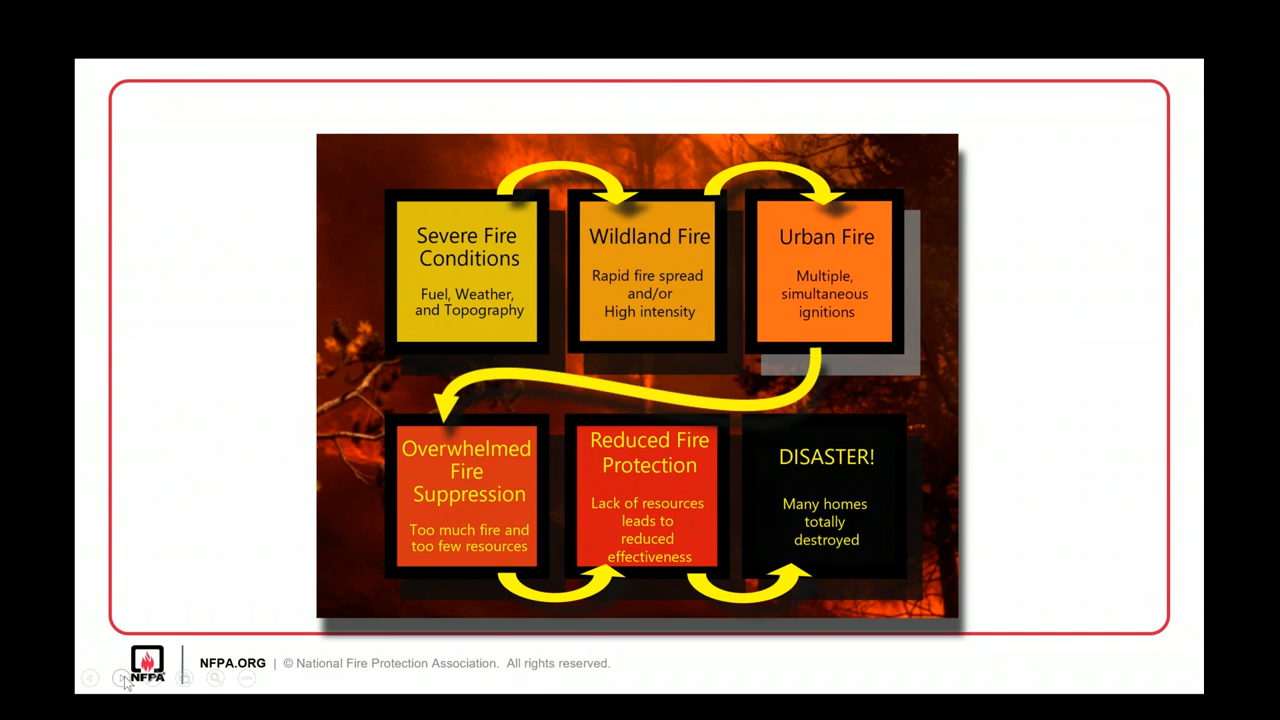 Severe Fire
Conditions
Fuel, Weather,
and Topography
Wildland Fire
Rapid fire spread
and/or
High intensity
Urban Fire
Multiple,
simultaneous
ignitions
Overwhelmed
Fire
Suppression
Too much fire and
too few resources
Reduced Fire
Protection
Lack of resources
leads to
reduced
effectiveness
DISASTER!
Many homes
totally
destroyed
NFPA
NFPA.ORG | © National Fire Protection Association. All rights reserved.